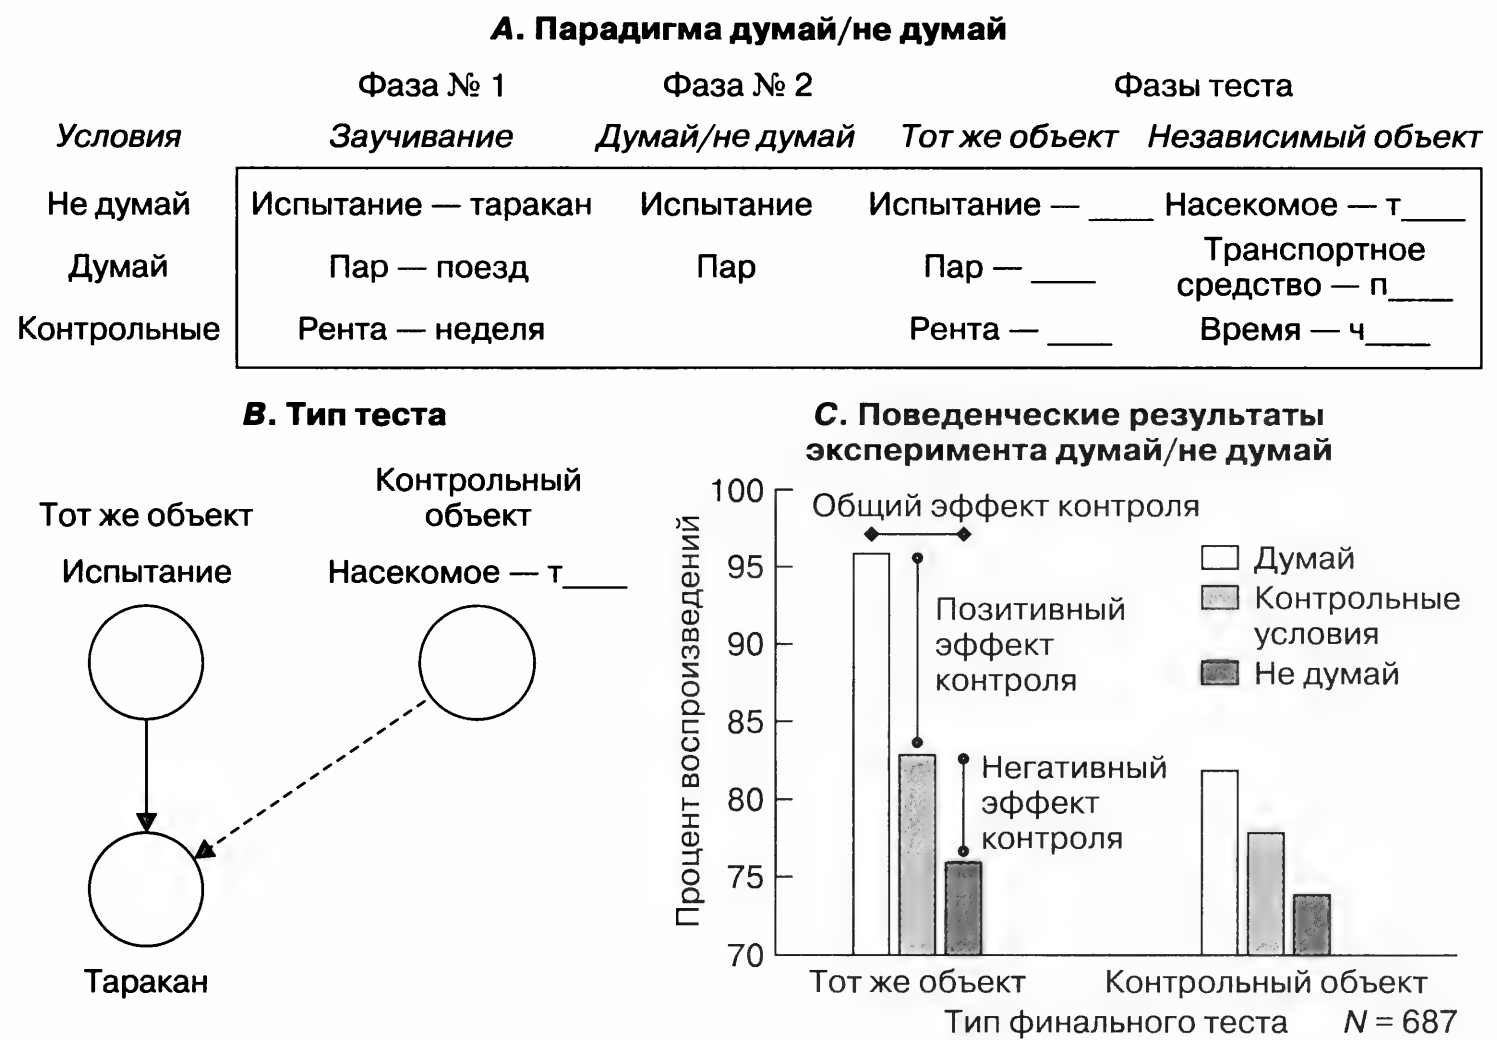 A. Парадигма думай/не думай
Фаза № 1 Фаза № 2 Фазы теста
Условия Заучивание Думай/не думай Тот же объект Независимый объект
Не думай Испытание — таракан Испытание Испытание — ____ Насекомое — т____
Думай Пар — поезд Пар Пар — ____ Транспортное
средство — п____
Контрольные Рента — неделя Рента — ____ Время — ч____
B. Тип теста
Тот же объект
Контрольный
объект
Испытание
Насекомое — т____
Таракан
C. Поведенческие результаты
эксперимента думай/не думай
Процент воспроизведений
100
95
90
85
80
75
70
Общий эффект контроля
Позитивный
эффект
контроля
Негативный
эффект
контроля
Думай
Контрольные
условия
Не думай
Тот же объект Контрольный объект
Тип финального теста N = 687